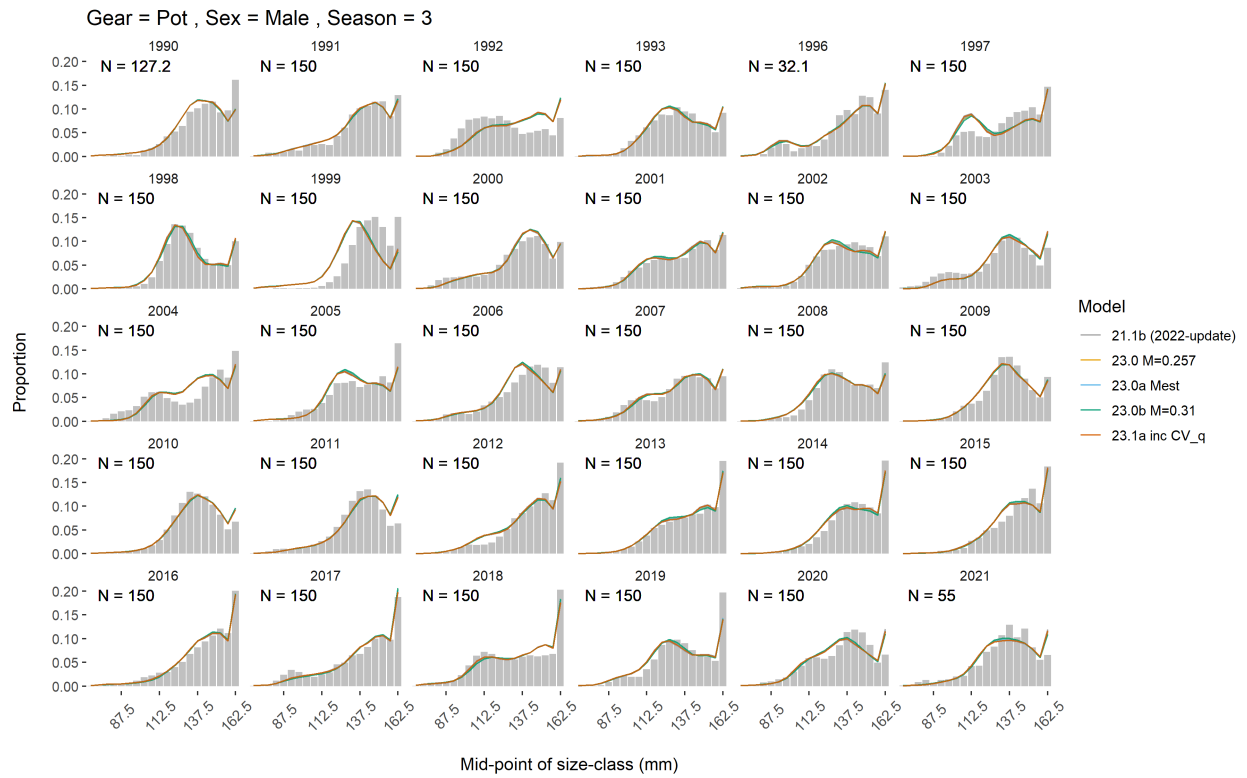 Gear = Pot , Sex = Male , Season = 3
1990 1991 1992 1993 1996 1997
N = 127.2 N = 150 N = 150 N = 150 N = 32.1 N = 150
0.20
0.15
0.10
0.05
0.00
1998 1999 2000 2001 2002 2003
N = 150 N = 150 N = 150 N = 150 N = 150 N = 150
0.20
0.15
0.10
0.05
0.00
2004 2005 2006 2007 2008 2009
N = 150 N = 150 N = 150 N = 150 N = 150 N = 150
0.20
0.15
0.10
0.05
0.00
2010 2011 2012 2013 2014 2015
N = 150 N = 150 N = 150 N = 150 N = 150 N = 150
0.20
0.15
0.10
0.05
0.00
2016 2017 2018 2019 2020 2021
N = 150 N = 150 N = 150 N = 150 N = 150 N = 55
0.20
0.15
0.10
0.05
0.00
87.5 112.5 137.5 162.5 87.5 112.5 137.5 162.5 87.5 112.5 137.5 162.5 87.5 112.5 137.5 162.5 87.5 112.5 137.5 162.5 87.5 112.5 137.5 162.5
Proportion
Mid-point of size-class (mm)
Model
21.1b (2022-update)
23.0 M=0.257
23.0a Mest
23.0b M=0.31
23.1a inc CV_q